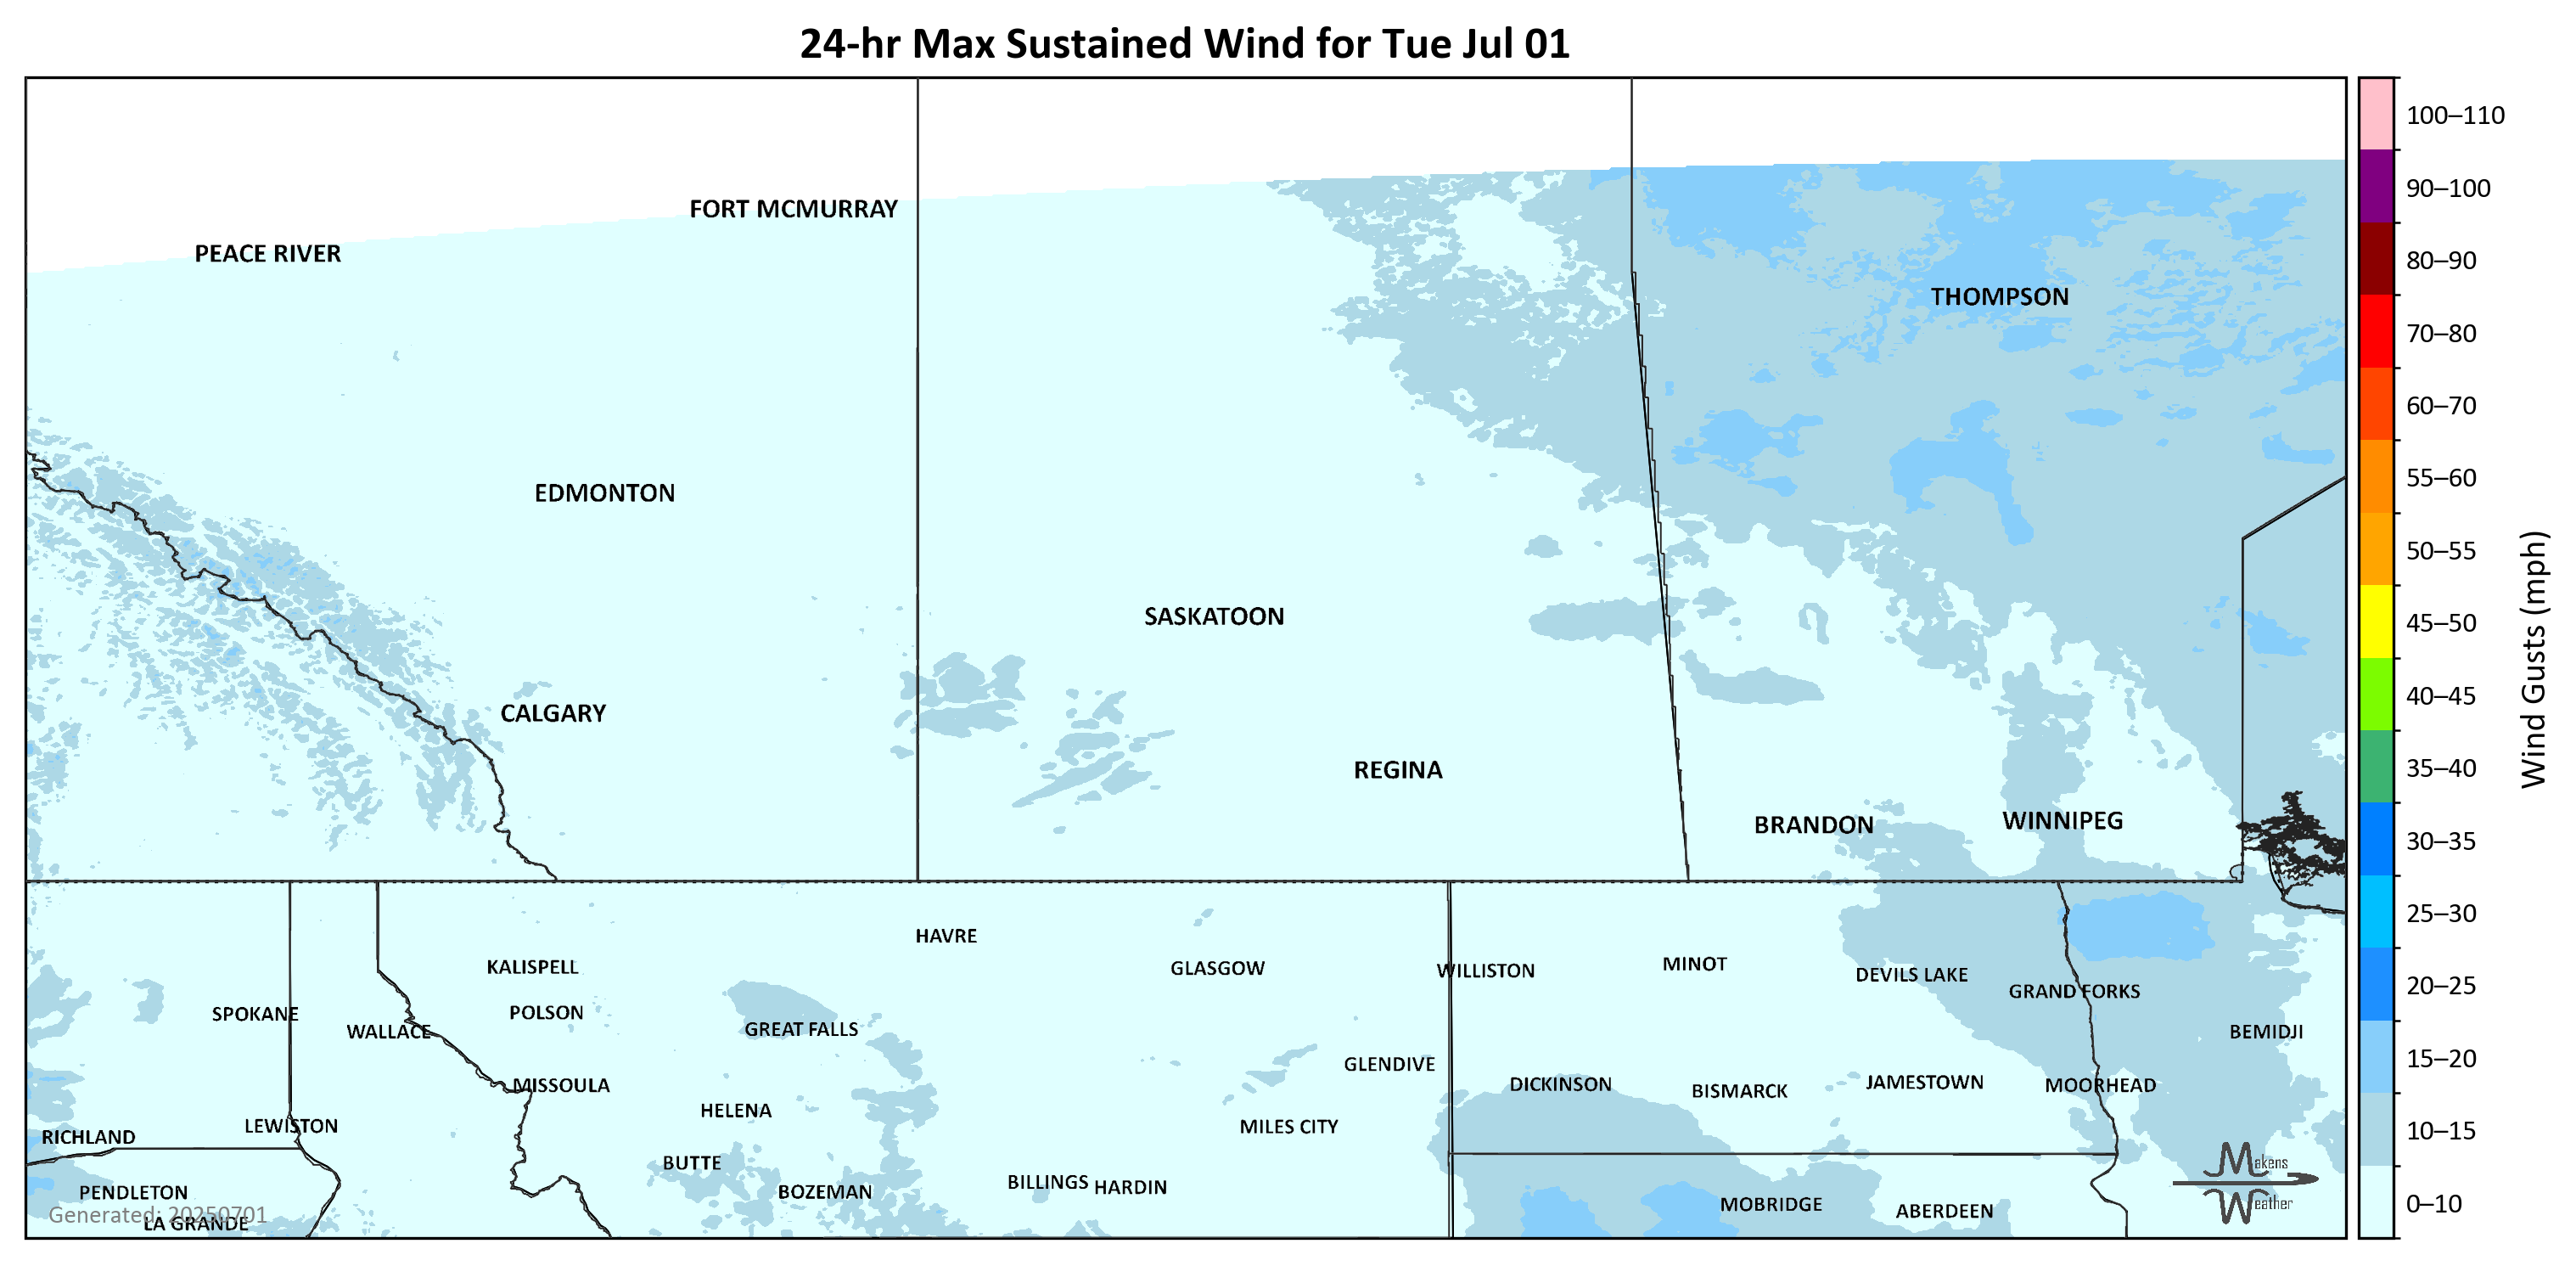 24-hr Max Sustained Wind for Tue Jul 01
100–110
90–100
80–90
70–80
60–70
55–60
50–55
45–50
40–45
35–40
30–35
25–30
20–25
15–20
10–15
0–10
Wind Gusts (mph)
FORT MCMURRAY
PEACE RIVER
THOMPSON
EDMONTON
SASKATOON
CALGARY
REGINA
BRANDON
WINNIPEG
HAVRE
KALISPELL
GLASGOW
WILLISTON
MINOT
DEVILS LAKE
GRAND FORKS
SPOKANE
POLSON
WALLACE
GREAT FALLS
BEMIDJI
GLENDIVE
MISSOULA
DICKINSON
BISMARCK
JAMESTOWN
MOORHEAD
HELENA
LEWISTON
MILES CITY
RICHLAND
BUTTE
BILLINGS
HARDIN
PENDLETON
BOZEMAN
MOBRIDGE
ABERDEEN
LA GRANDE
Generated: 20250701
Makens
Weather